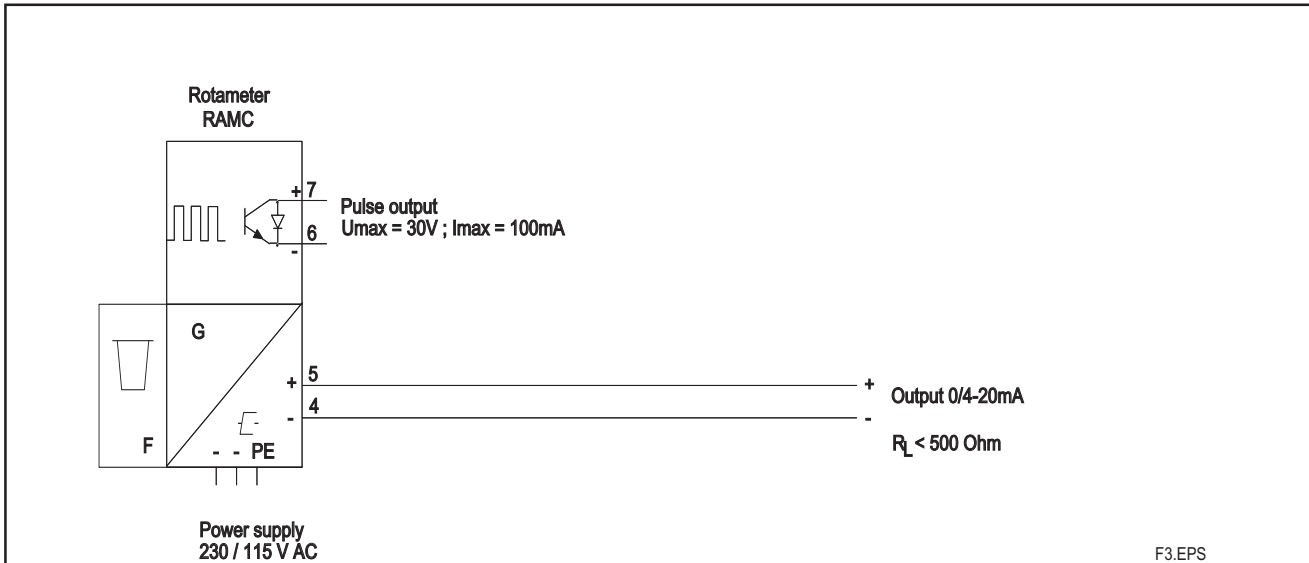 Rotameter
RAMC
+ 7
Pulse output
Umax = 30V ; Imax = 100mA
6
-
G
+ 5
+
Output 0/4-20mA
- 4
-
F
- - PE
RL < 500 Ohm
Power supply
230 / 115 V AC
F3.EPS